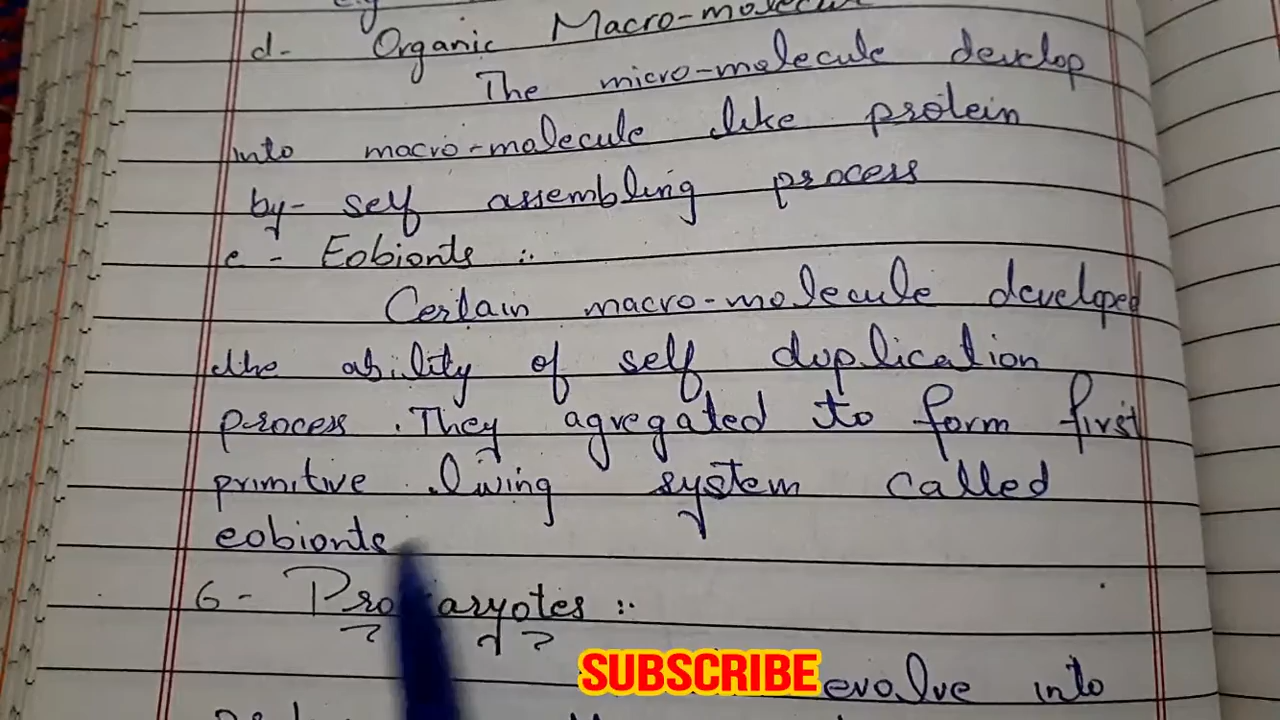 d- Organic Macro-molecule
The micro-molecule develop
into macro-molecule like protein
by- self assembling process
e - Eobionts :.
Certain macro-molecule developed
the ability of self duplication
process. They agregated to form first
primitive living system called
eobionts
6 - Prokaryotes :.
SUBSCRIBE evolve into